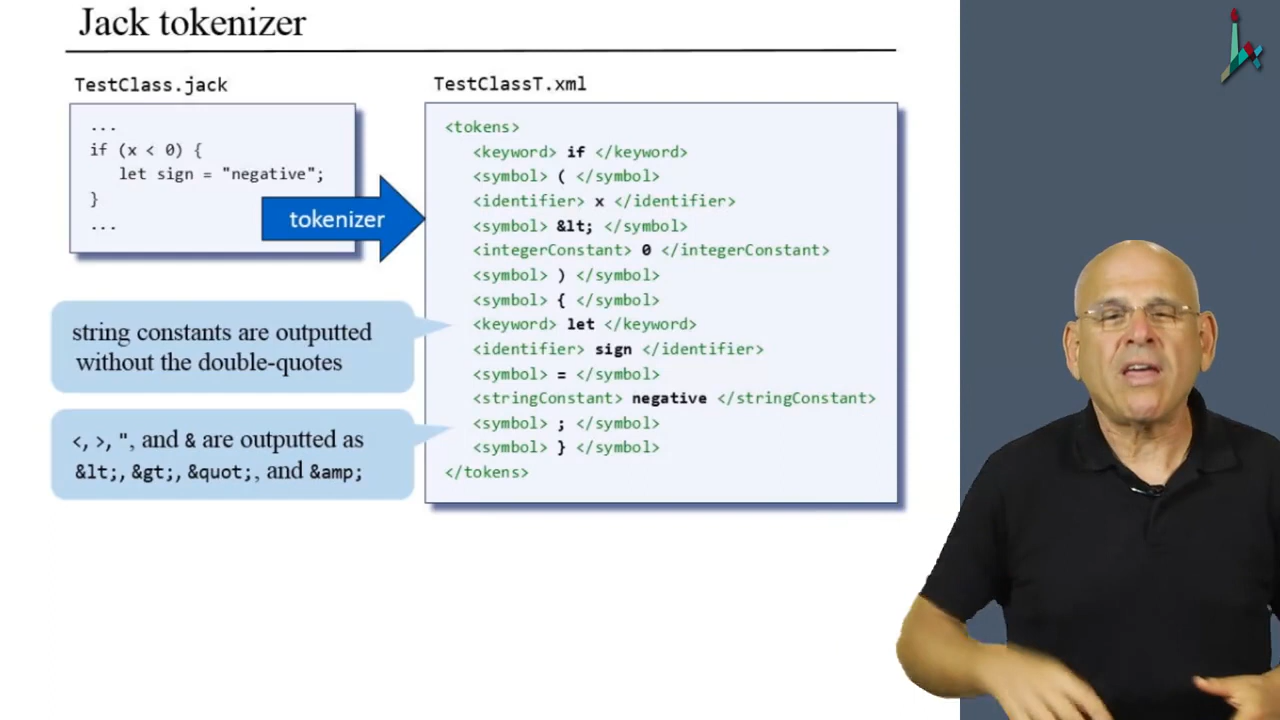 Jack tokenizer
TestClass.jack
...
if (x < 0) {
let sign = "negative";
}
...
tokenizer
string constants are outputted
without the double-quotes
<, >, ", and & are outputted as
&lt;, &gt;, &quot;, and &amp;
TestClassT.xml
<tokens>
<keyword> if </keyword>
<symbol> ( </symbol>
<identifier> x </identifier>
<symbol> &lt; </symbol>
<integerConstant> 0 </integerConstant>
<symbol> ) </symbol>
<symbol> { </symbol>
<keyword> let </keyword>
<identifier> sign </identifier>
<symbol> = </symbol>
<stringConstant> negative </stringConstant>
<symbol> ; </symbol>
<symbol> } </symbol>
</tokens>